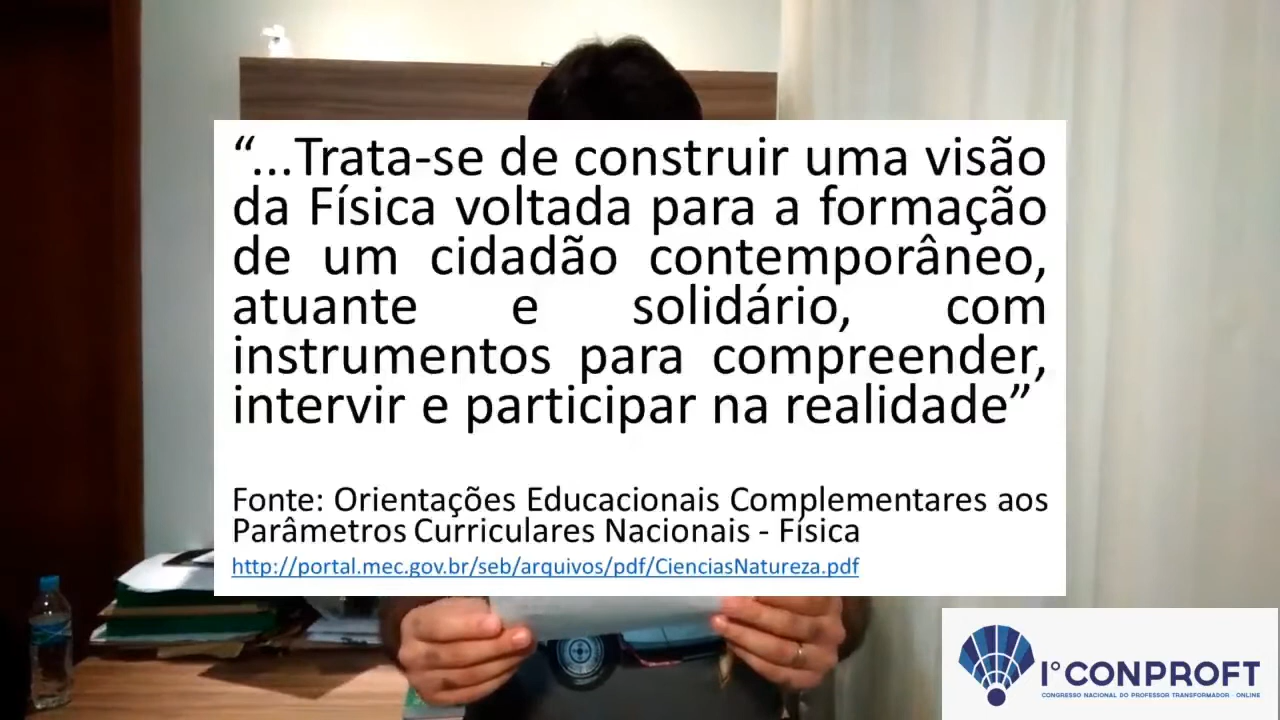 “...Trata-se de construir uma visão
da Física voltada para a formação
de um cidadão contemporâneo,
atuante e solidário, com
instrumentos para compreender,
intervir e participar na realidade”
Fonte: Orientações Educacionais Complementares aos
Parâmetros Curriculares Nacionais - Física
http://portal.mec.gov.br/seb/arquivos/pdf/CienciasNatureza.pdf
I° CONPROFT
CONGRESSO NACIONAL DO PROFESSOR TRANSFORMADOR - ONLINE